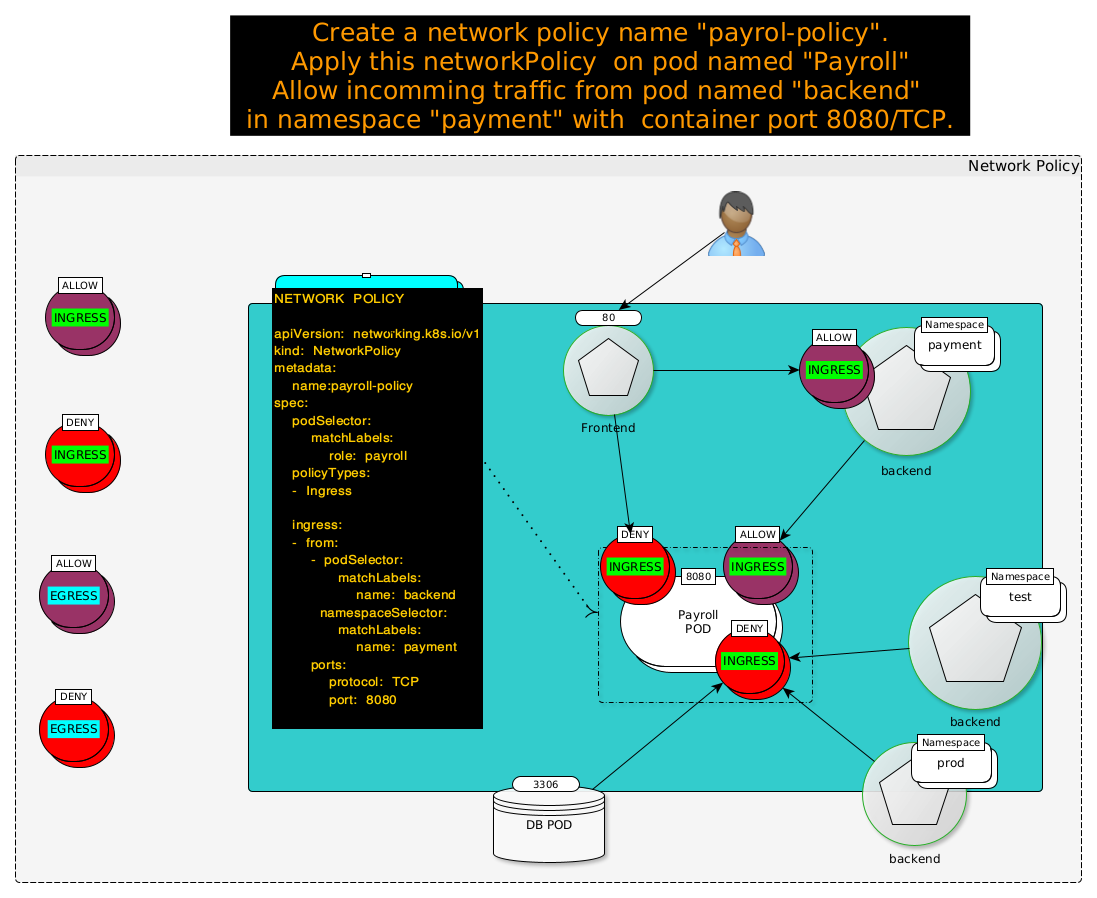 Create a network policy name "payrol-policy".
Apply this networkPolicy on pod named "Payroll"
Allow incomming traffic from pod named "backend"
in namespace "payment" with container port 8080/TCP.
Network Policy
ALLOW
INGRESS
DENY
INGRESS
ALLOW
EGRESS
DENY
EGRESS
NETWORK POLICY
apiVersion: networking.k8s.io/v1
kind: NetworkPolicy
metadata:
name:payroll-policy
spec:
podSelector:
matchLabels:
role: payroll
policyTypes:
- Ingress
ingress:
- from:
- podSelector:
matchLabels:
name: backend
namespaceSelector:
matchLabels:
name: payment
ports:
protocol: TCP
port: 8080
80
Frontend
ALLOW
INGRESS
Namespace
payment
backend
DENY
INGRESS
ALLOW
INGRESS
8080
Payroll
POD
DENY
INGRESS
Namespace
test
backend
Namespace
prod
backend
3306
DB POD